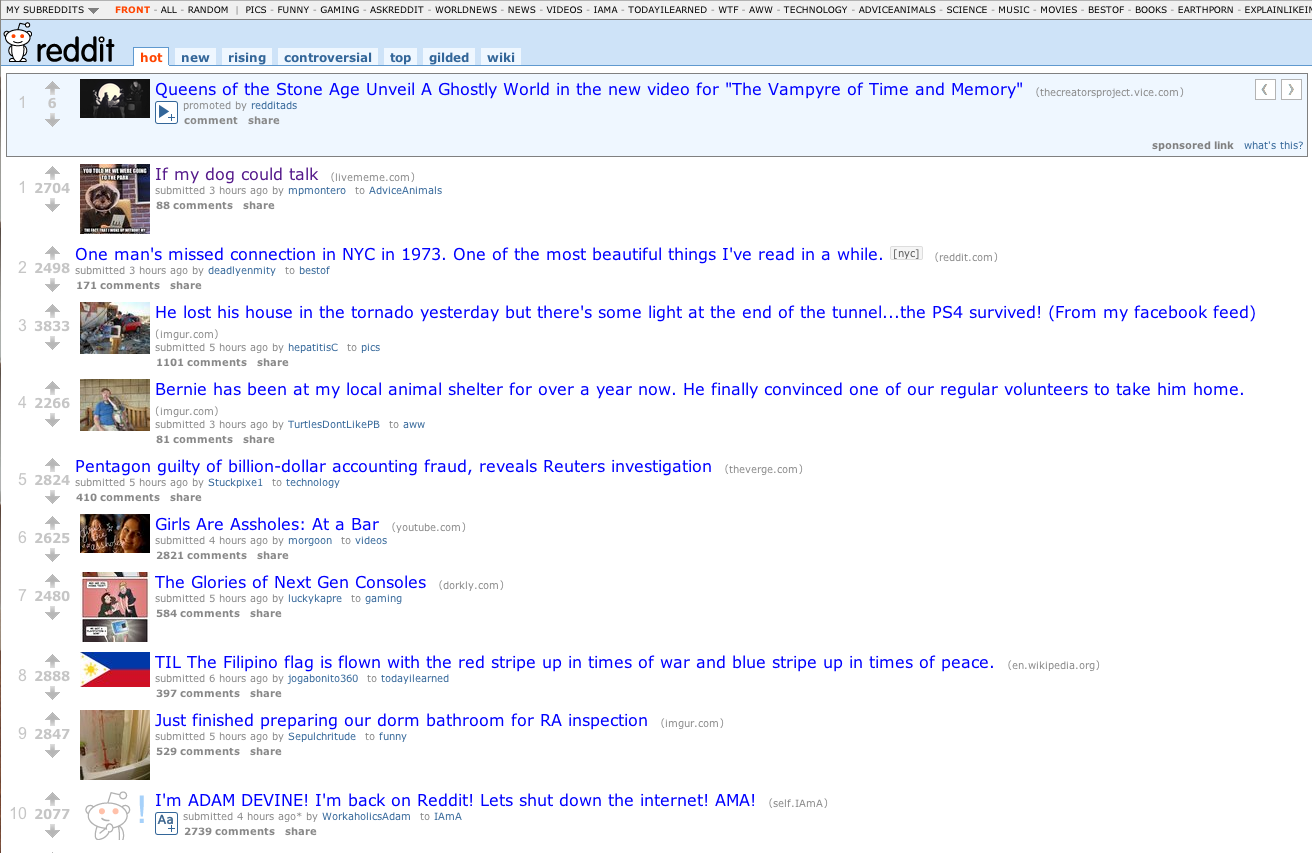 MY SUBREDDITS FRONT - ALL - RANDOM | PICS - FUNNY - GAMING - ASKREDDIT - WORLDNEWS - NEWS - VIDEOS - IAMA - TODAYILEARNED - WTF - AWW - TECHNOLOGY - ADVICEANIMALS - SCIENCE - MUSIC - MOVIES - BESTOF - BOOKS - EARTHPORN - EXPLAINLIKEIN
reddit hot new rising controversial top gilded wiki
1 6 Queens of the Stone Age Unveil A Ghostly World in the new video for "The Vampyre of Time and Memory" (thecreatorsproject.vice.com)
promoted by redditads
comment share
sponsored link what's this?
YOU TOLD ME WE WERE GOING
TO THE PARK
1 2704 If my dog could talk (livememe.com)
submitted 3 hours ago by mpmontero to AdviceAnimals
88 comments share
2 2498 One man's missed connection in NYC in 1973. One of the most beautiful things I've read in a while. [nyc] (reddit.com)
submitted 3 hours ago by deadlyenmity to bestof
171 comments share
3 3833 He lost his house in the tornado yesterday but there's some light at the end of the tunnel...the PS4 survived! (From my facebook feed)
(imgur.com)
submitted 5 hours ago by hepatitisC to pics
1101 comments share
4 2266 Bernie has been at my local animal shelter for over a year now. He finally convinced one of our regular volunteers to take him home.
(imgur.com)
submitted 3 hours ago by TurtlesDontLikePB to aww
81 comments share
5 2824 Pentagon guilty of billion-dollar accounting fraud, reveals Reuters investigation (theverge.com)
submitted 5 hours ago by Stuckpixe1 to technology
410 comments share
6 2625 Girls Are Assholes: At a Bar (youtube.com)
submitted 4 hours ago by morgoon to videos
2821 comments share
7 2480 The Glories of Next Gen Consoles (dorkly.com)
submitted 5 hours ago by luckykapre to gaming
584 comments share
8 2888 TIL The Filipino flag is flown with the red stripe up in times of war and blue stripe up in times of peace. (en.wikipedia.org)
submitted 6 hours ago by jogabonito360 to todayilearned
397 comments share
9 2847 Just finished preparing our dorm bathroom for RA inspection (imgur.com)
submitted 5 hours ago by Sepulchritude to funny
529 comments share
10 2077 I'm ADAM DEVINE! I'm back on Reddit! Lets shut down the internet! AMA! (self.IAmA)
Aa+ submitted 4 hours ago* by WorkaholicsAdam to IAmA
2739 comments share